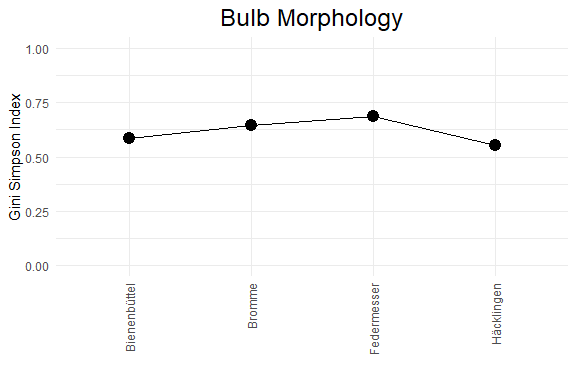 Bulb Morphology
Gini Simpson Index
1.00
0.75
0.50
0.25
0.00
Bienenbüttel
Bromme
Federmesser
Häcklingen